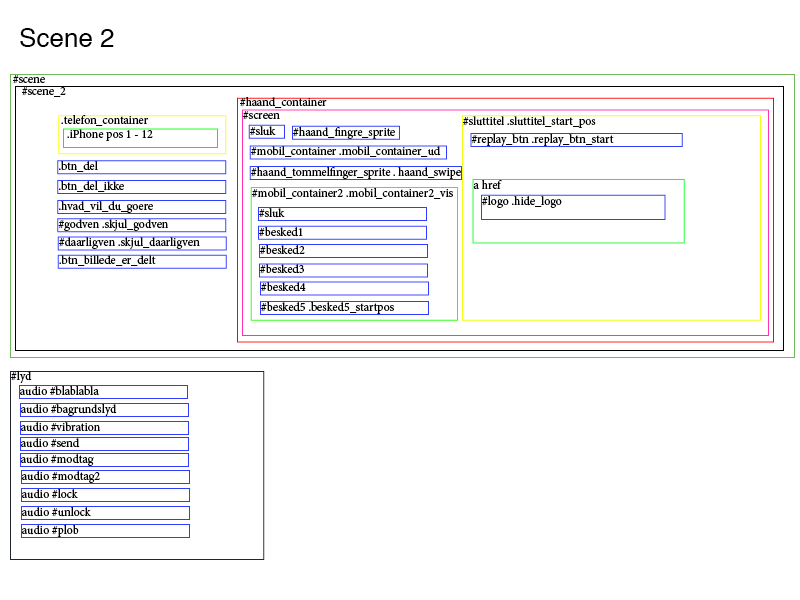 Scene 2
#scene
#scene_2
.telefon_container
.iPhone pos 1 - 12
.btn_del
.btn_del_ikke
.hvad_vil_du_goere
#godven .skjul_godven
#daarligven .skjul_daarligven
.btn_billede_er_delt
#haand_container
#screen
#sluk
#haand_fingre_sprite
#mobil_container .mobil_container_ud
#haand_tommelfinger_sprite . haand_swipe
#mobil_container2 .mobil_container2_vis
#sluk
#besked1
#besked2
#besked3
#besked4
#besked5 .besked5_startpos
#sluttitel .sluttitel_start_pos
#replay_btn .replay_btn_start
a href
#logo .hide_logo
#lyd
audio #blablabla
audio #bagrundslyd
audio #vibration
audio #send
audio #modtag
audio #modtag2
audio #lock
audio #unlock
audio #plob